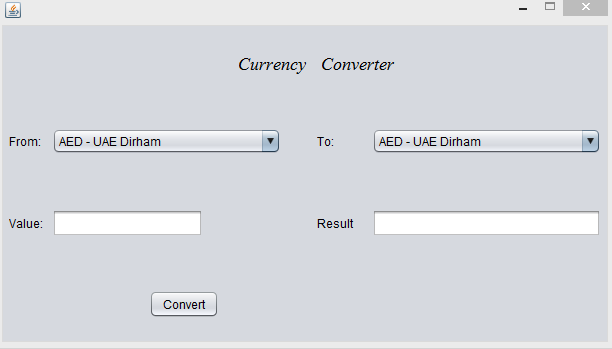 Currency Converter
From: AED - UAE Dirham To: AED - UAE Dirham
Value: Result
Convert